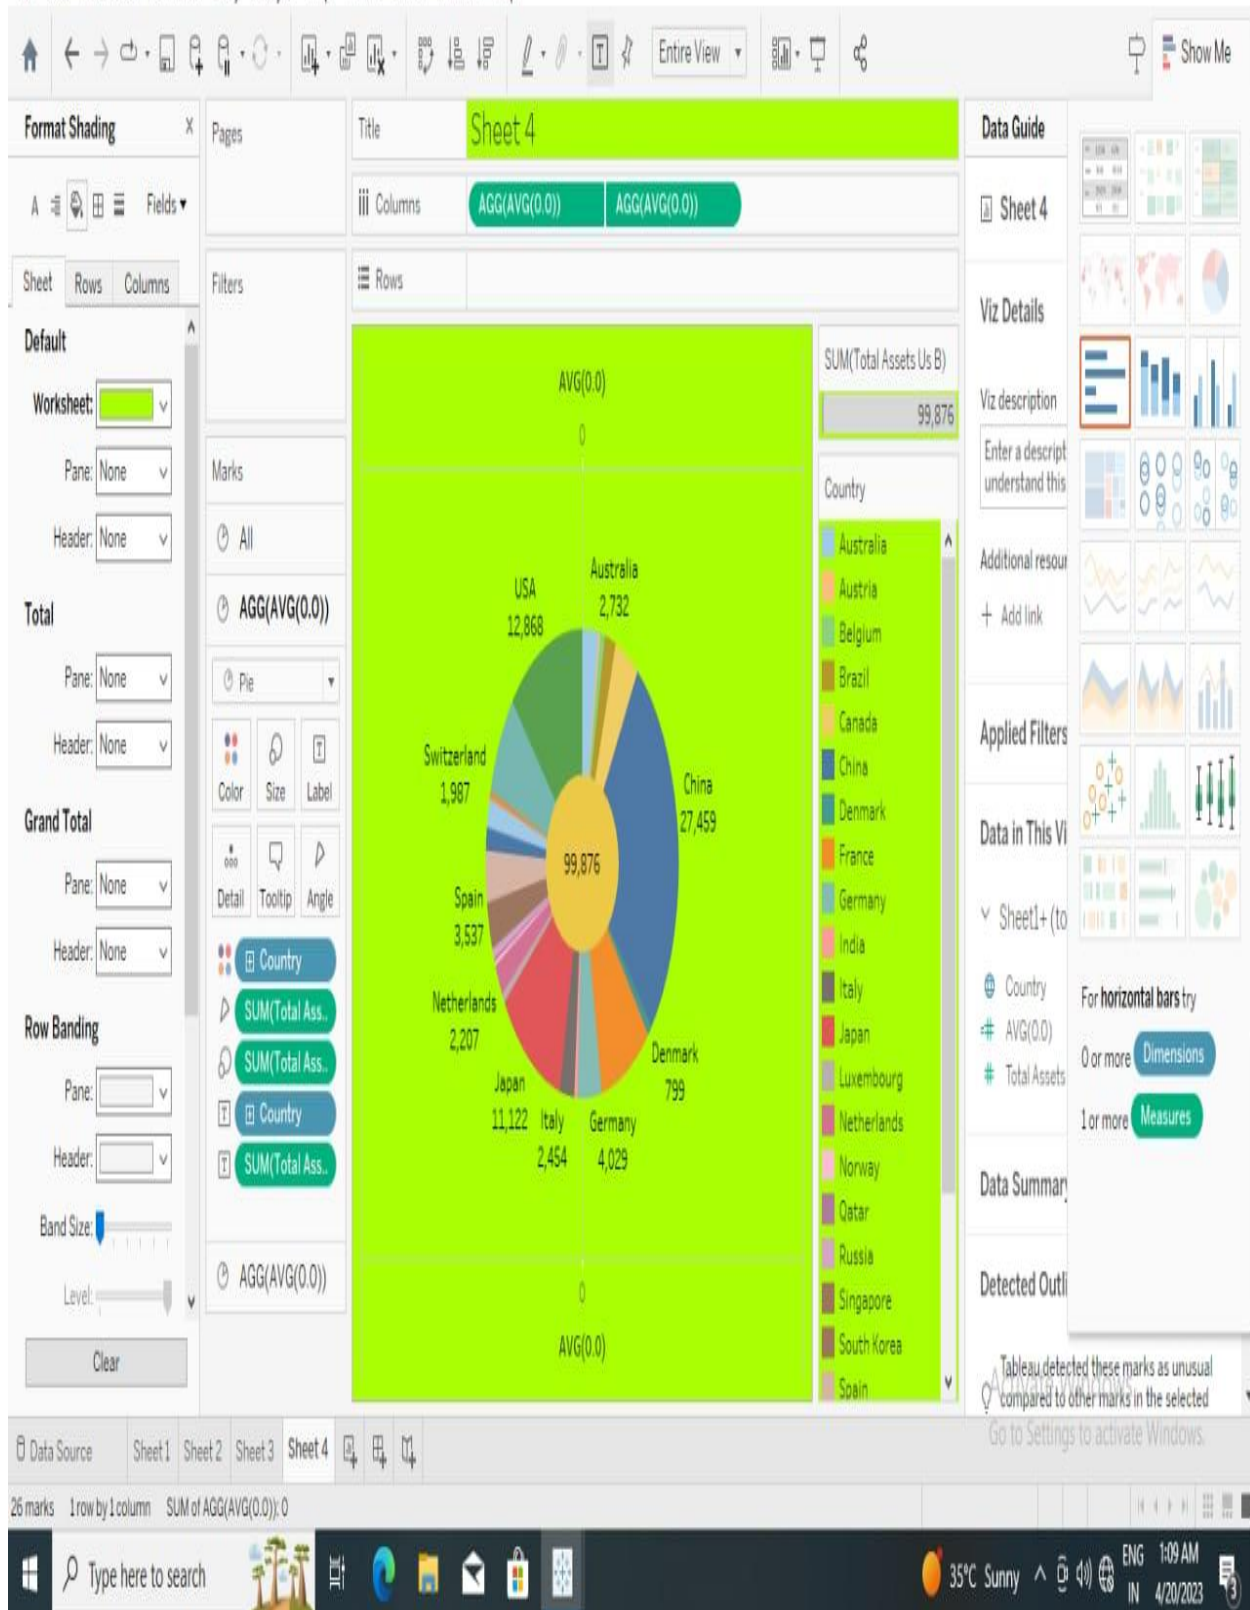 Entire View
Show Me
Format Shading
X
Pages
Title
Sheet 4
Data Guide
A
Fields
Columns
AGG(AVG(0.0))
AGG(AVG(0.0))
Sheet 4
Sheet
Rows
Columns
Filters
Rows
Viz Details
Default
Worksheet:
AVG(0.0)
0
SUM(Total Assets Us B)
99,876
Viz description
Enter a descript
understand this
Pane: None
Marks
Country
Header: None
All
Additional resour
+ Add link
Total
AGG(AVG(0.0))
Pane: None
Pie
Header: None
Color
Size
Label
Applied Filters
Grand Total
Detail
Tooltip
Angle
Data in This Vi
Pane: None
Header: None
Sheet1+ (to
Country
SUM(Total Ass..
SUM(Total Ass..
Country
SUM(Total Ass..
AGG(AVG(0.0))
Row Banding
Pane:
Header:
Band Size:
Level:
Clear
USA
12,868
Australia
2,732
Switzerland
1,987
China
27,459
99,876
Spain
3,537
Netherlands
2,207
Denmark
799
Japan
11,122
Italy
2,454
Germany
4,029
0
AVG(0.0)
Australia
Austria
Belgium
Brazil
Canada
China
Denmark
France
Germany
India
Italy
Japan
Luxembourg
Netherlands
Norway
Qatar
Russia
Singapore
South Korea
Spain
Country
AVG(0.0)
Total Assets
For horizontal bars try
0 or more Dimensions
1 or more Measures
Data Summary
Detected Outli
Tableau detected these marks as unusual
compared to other marks in the selected
Activate Windows
Go to Settings to activate Windows.
Data Source
Sheet 1
Sheet 2
Sheet 3
Sheet 4
26 marks
1 row by 1 column
SUM of AGG(AVG(0.0)): 0
Type here to search
35°C Sunny
ENG
IN
1:09 AM
4/20/2023
3